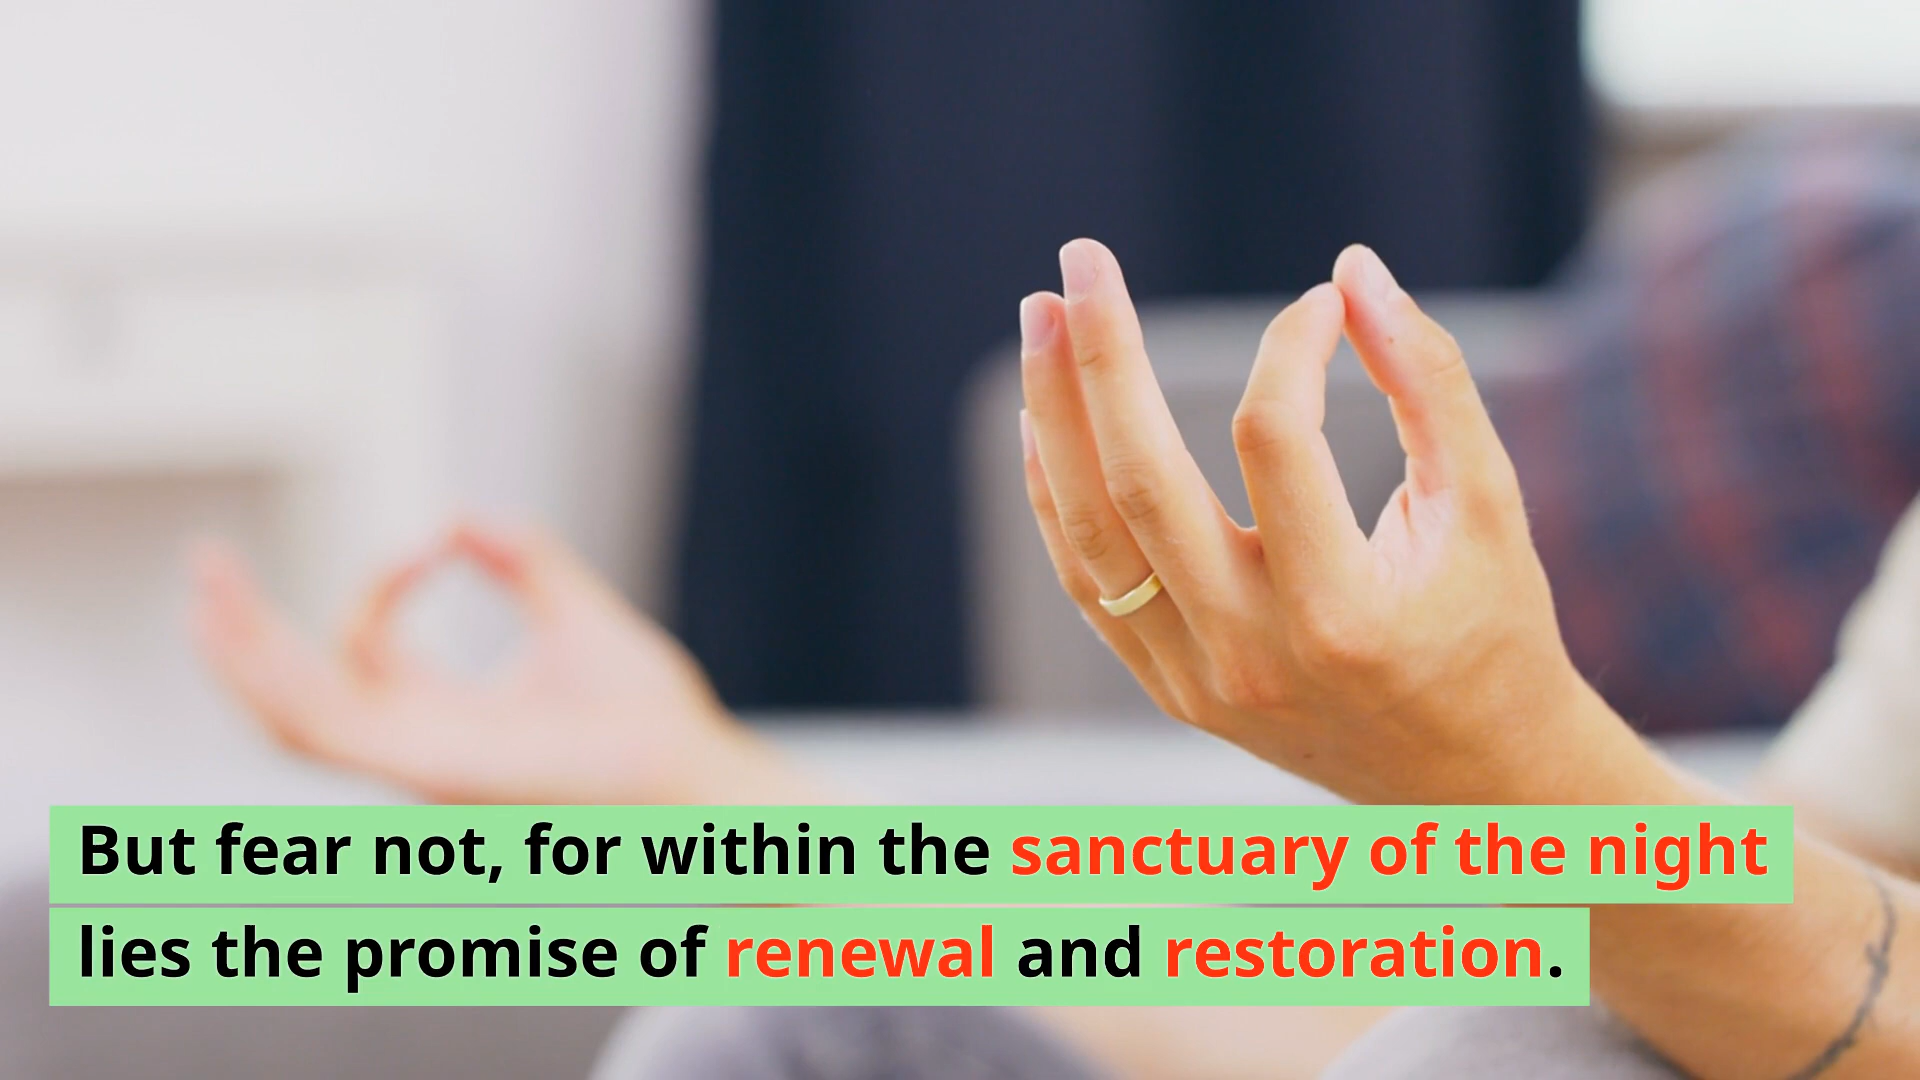 But fear not, for within the sanctuary of the night
lies the promise of renewal and restoration.